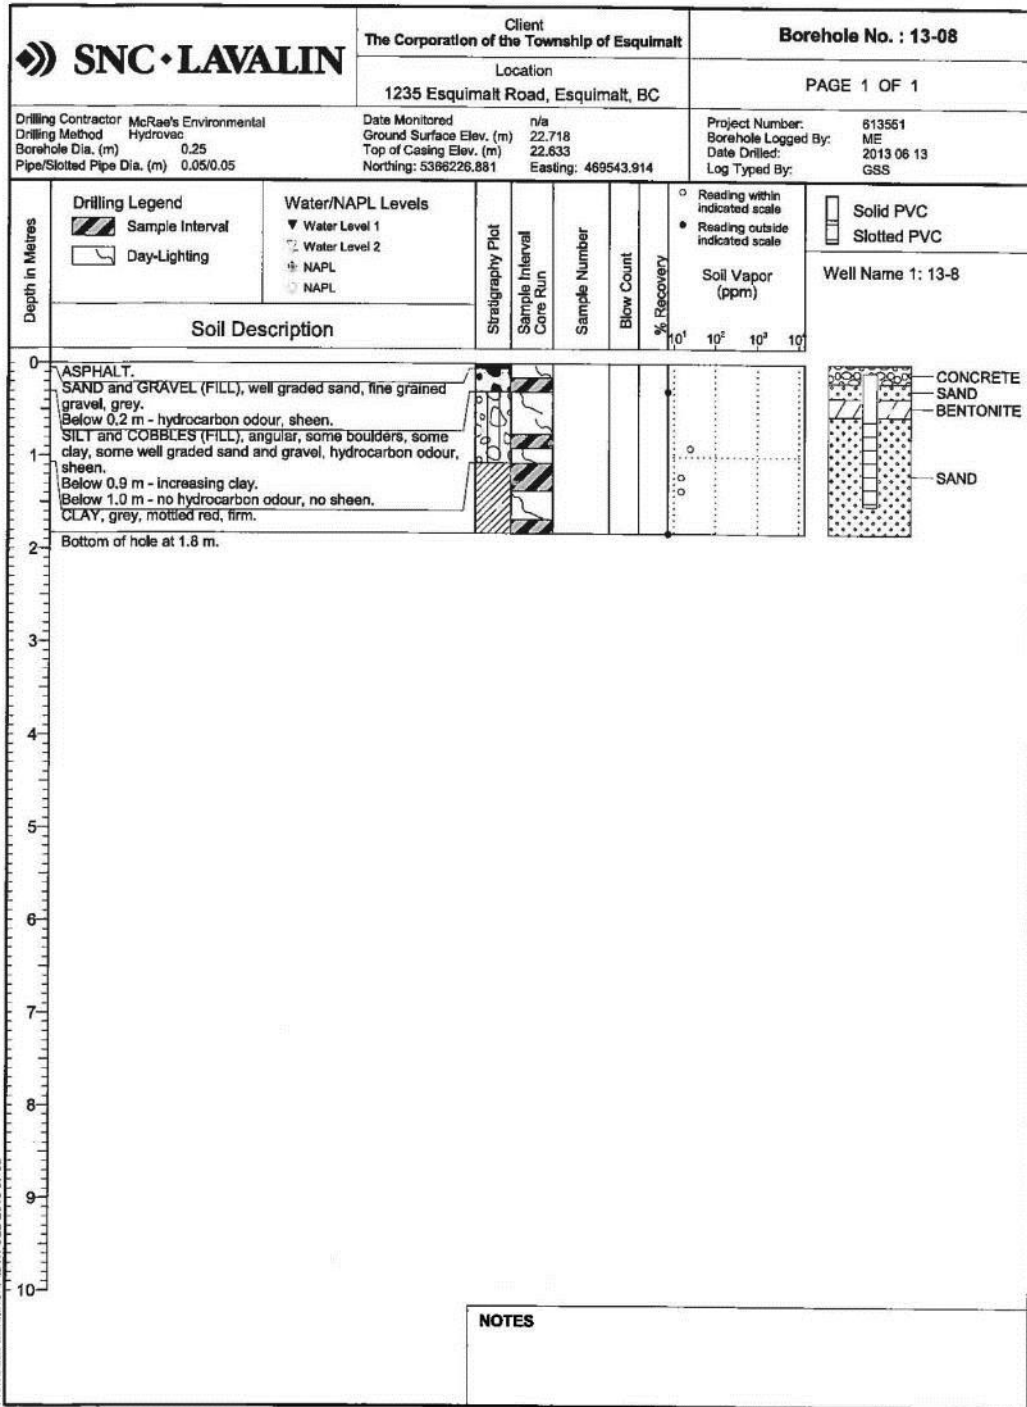 SNC·LAVALIN
Client
The Corporation of the Township of Esquimalt
Location
1235 Esquimalt Road, Esquimalt, BC
Borehole No. : 13-08
PAGE 1 OF 1
Drilling Contractor McRae's Environmental
Drilling Method Hydrovac
Borehole Dia. (m) 0.25
Pipe/Slotted Pipe Dia. (m) 0.05/0.05
Date Monitored n/a
Ground Surface Elev. (m) 22.718
Top of Casing Elev. (m) 22.633
Northing: 5366226.881 Easting: 469543.914
Project Number: 613551
Borehole Logged By: ME
Date Drilled: 2013 06 13
Log Typed By: GSS
Depth in Metres
Drilling Legend
Sample Interval
Day-Lighting
Water/NAPL Levels
Water Level 1
Water Level 2
NAPL
NAPL
Soil Description
Stratigraphy Plot
Sample Interval
Core Run
Sample Number
Blow Count
% Recovery
Reading within
indicated scale
Reading outside
indicated scale
Soil Vapor
(ppm)
10¹ 10² 10³ 10⁴
Solid PVC
Slotted PVC
Well Name 1: 13-8
0
ASPHALT.
SAND and GRAVEL (FILL), well graded sand, fine grained
gravel, grey.
Below 0.2 m - hydrocarbon odour, sheen.
SILT and COBBLES (FILL), angular, some boulders, some
clay, some well graded sand and gravel, hydrocarbon odour,
sheen.
Below 0.9 m - increasing clay.
Below 1.0 m - no hydrocarbon odour, no sheen.
CLAY, grey, mottled red, firm.
Bottom of hole at 1.8 m.
CONCRETE
SAND
BENTONITE
SAND
1
2
3
4
5
6
7
8
9
10
NOTES